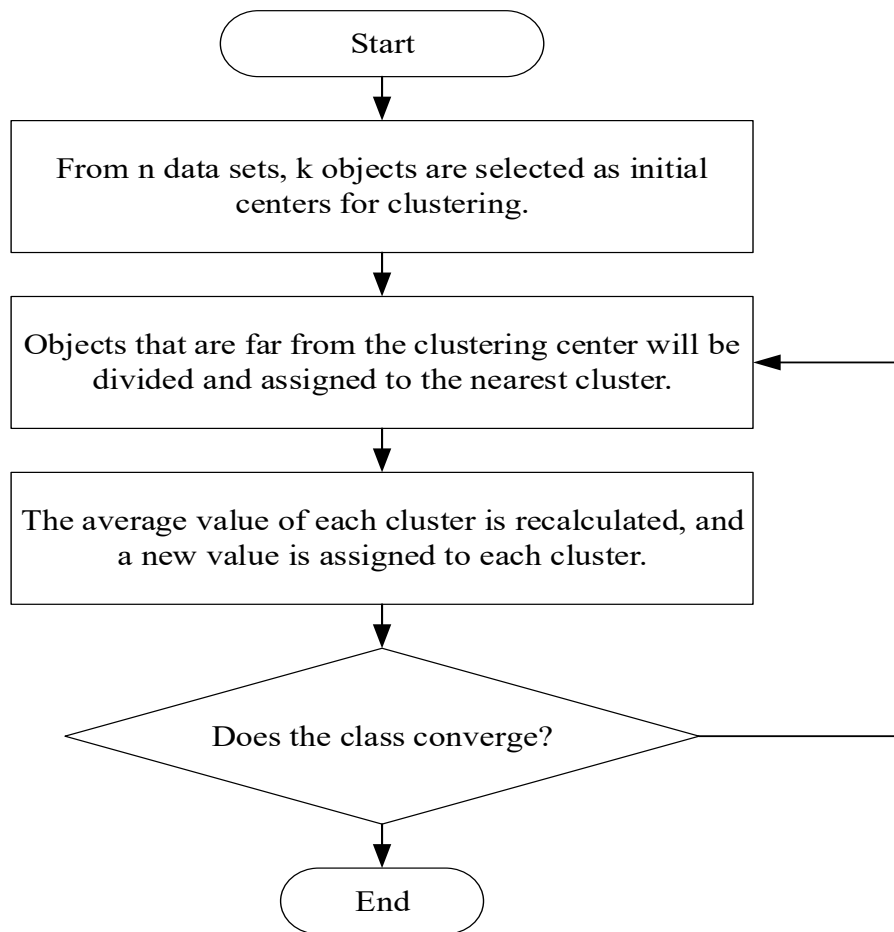 Start
From n data sets, k objects are selected as initial
centers for clustering.
Objects that are far from the clustering center will be
divided and assigned to the nearest cluster.
The average value of each cluster is recalculated, and
a new value is assigned to each cluster.
Does the class converge?
End